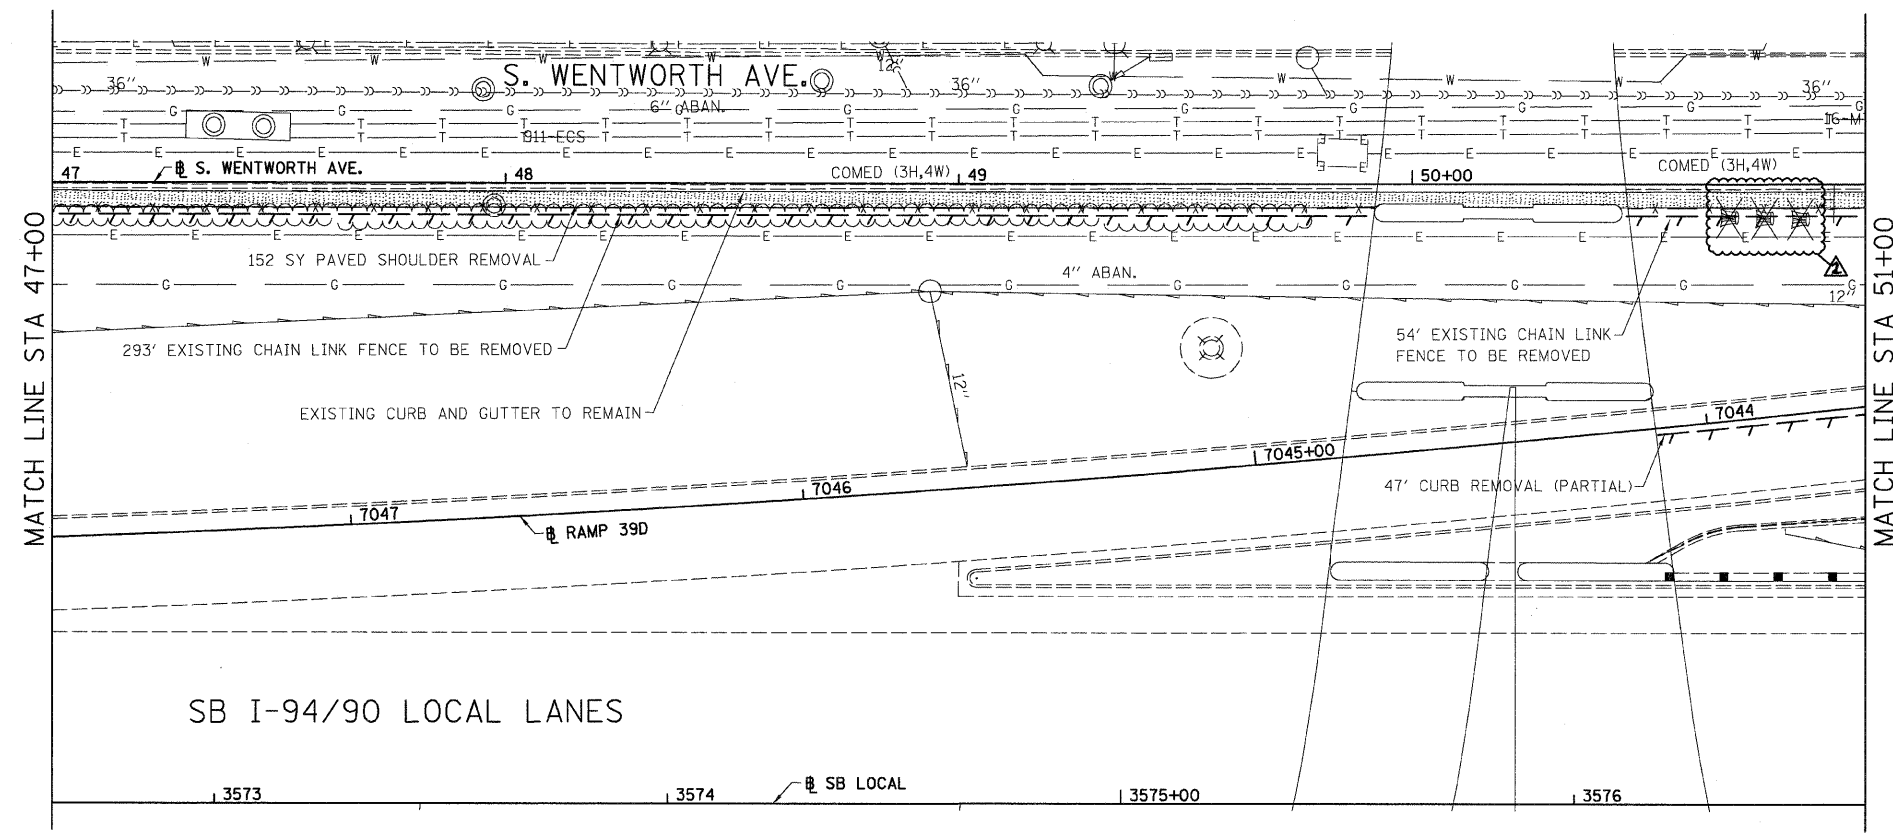 S. WENTWORTH AVE.
36"
12"
36"
36"
6" ABAN.
911-ECS
16-M
47
℄ S. WENTWORTH AVE.
48
COMED (3H,4W)
49
50+00
COMED (3H,4W)
152 SY PAVED SHOULDER REMOVAL
4" ABAN.
12"
293' EXISTING CHAIN LINK FENCE TO BE REMOVED
54' EXISTING CHAIN LINK
FENCE TO BE REMOVED
12"
EXISTING CURB AND GUTTER TO REMAIN
7044
7045+00
7046
7047
47' CURB REMOVAL (PARTIAL)
℄ RAMP 39D
SB I-94/90 LOCAL LANES
℄ SB LOCAL
3573
3574
3575+00
3576
MATCH LINE STA 47+00
MATCH LINE STA 51+00